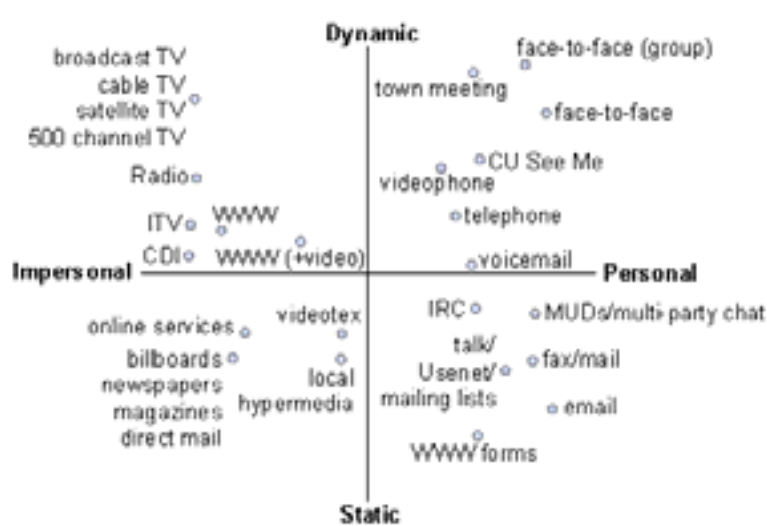 Dynamic
broadcast TV
cable TV
satellite TV
500 channel TV
face-to-face (group)
town meeting
face-to-face
Radio
CU See Me
videophone
ITV
WWW
telephone
CDI
WWW (+video)
voicemail
Impersonal
Personal
videotex
IRC
MUDs/multi-party chat
online services
billboards
newspapers
magazines
direct mail
local
hypermedia
talk/
Usenet/
mailing lists
fax/mail
email
WWW forms
Static